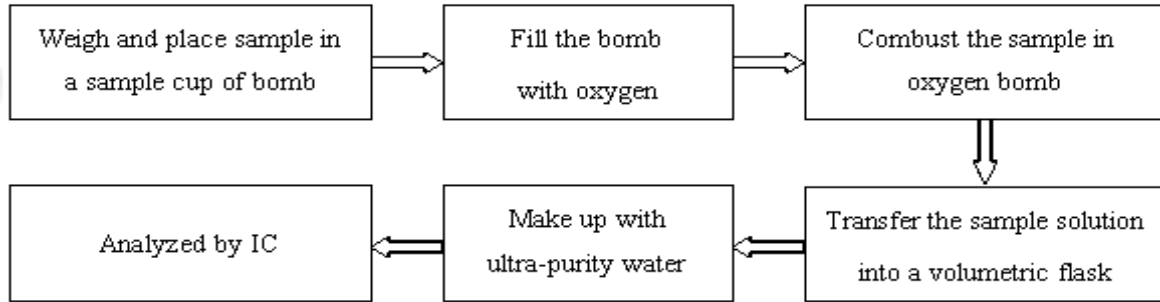 Weigh and place sample in
a sample cup of bomb
Fill the bomb
with oxygen
Combust the sample in
oxygen bomb
Transfer the sample solution
into a volumetric flask
Make up with
ultra-purity water
Analyzed by IC